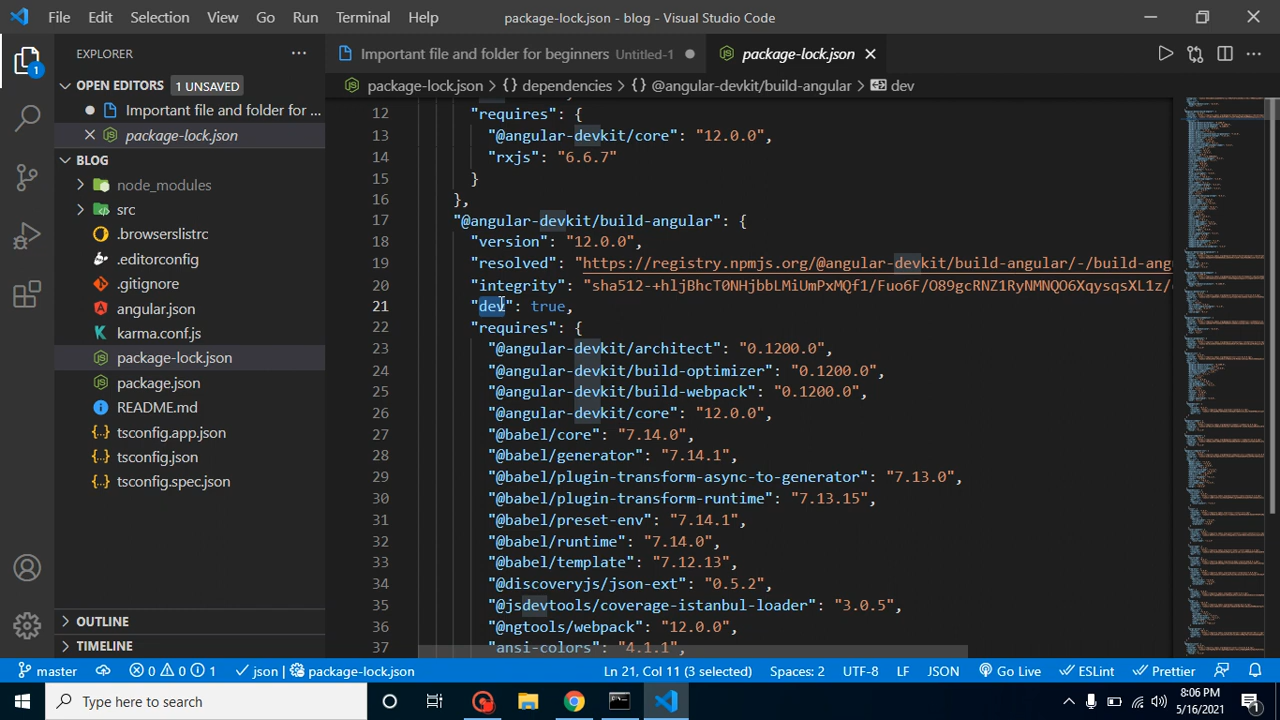 File Edit Selection View Go Run Terminal Help
package-lock.json - blog - Visual Studio Code
EXPLORER
OPEN EDITORS 1 UNSAVED
Important file and folder for ...
package-lock.json
BLOG
node_modules
src
.browserslistrc
.editorconfig
.gitignore
angular.json
karma.conf.js
package-lock.json
package.json
README.md
tsconfig.app.json
tsconfig.json
tsconfig.spec.json
OUTLINE
TIMELINE
1
Important file and folder for beginners Untitled-1
package-lock.json
package-lock.json > {} dependencies > {} @angular-devkit/build-angular > dev
12 "requires": {
13 "@angular-devkit/core": "12.0.0",
14 "rxjs": "6.6.7"
15 }
16 },
17 "@angular-devkit/build-angular": {
18 "version": "12.0.0",
19 "resolved": "https://registry.npmjs.org/@angular-devkit/build-angular/-/build-ang
20 "integrity":
21 "dev": true,
22 "requires": {
23 "@angular-devkit/architect": "0.1200.0",
24 "@angular-devkit/build-optimizer": "0.1200.0",
25 "@angular-devkit/build-webpack": "0.1200.0",
26 "@angular-devkit/core": "12.0.0",
27 "@babel/core": "7.14.0",
28 "@babel/generator": "7.14.1",
29 "@babel/plugin-transform-async-to-generator": "7.13.0",
30 "@babel/plugin-transform-runtime": "7.13.15",
31 "@babel/preset-env": "7.14.1",
32 "@babel/runtime": "7.14.0",
33 "@babel/template": "7.12.13",
34 "@discoveryjs/json-ext": "0.5.2",
35 "@jsdevtools/coverage-istanbul-loader": "3.0.5",
36 "@ngtools/webpack": "12.0.0",
37 "ansi-colors": "4.1.1",
master
0 0 1
json | package-lock.json
Ln 21, Col 11 (3 selected)
Spaces: 2
UTF-8
LF
JSON
Go Live
ESLint
Prettier
Type here to search
8:06 PM
5/16/2021
1